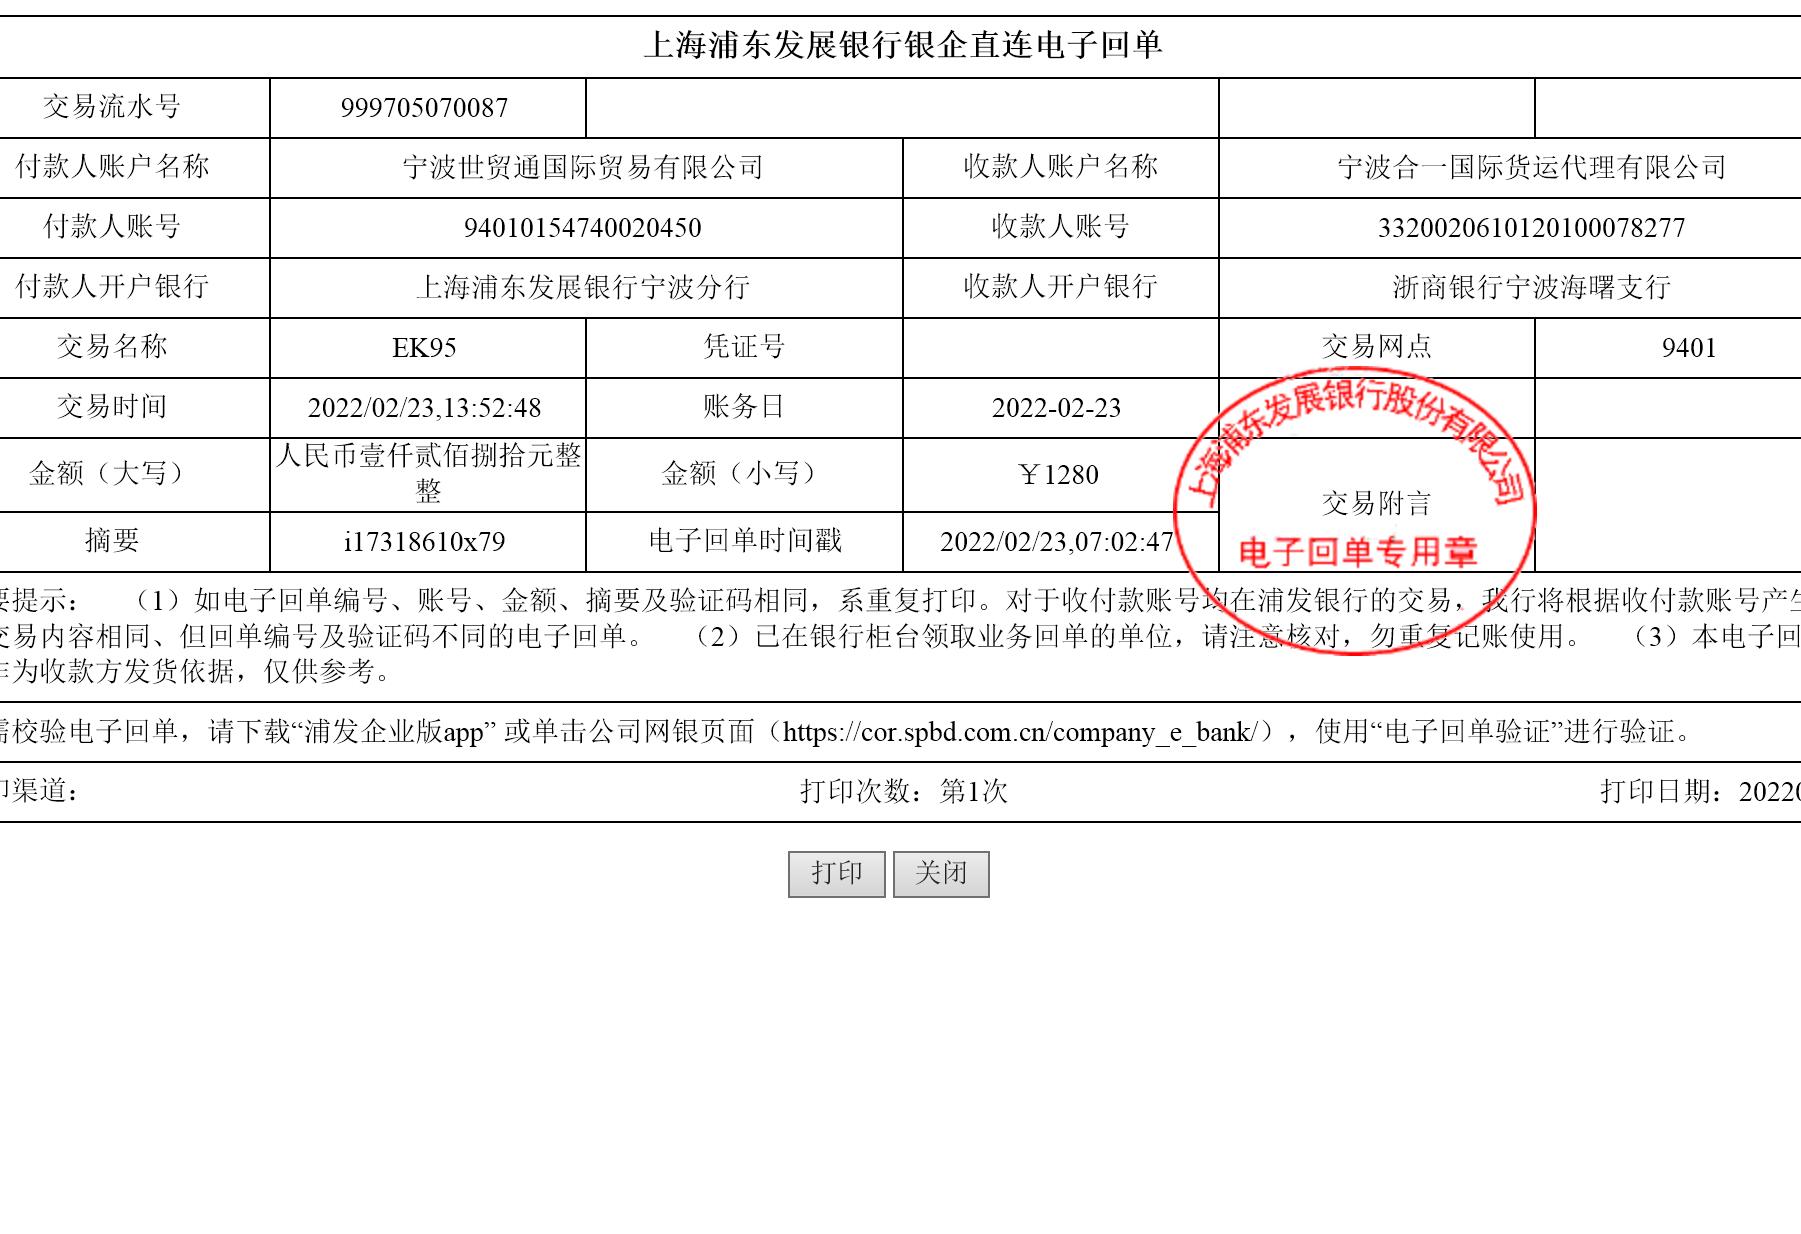 上海浦东发展银行银企直连电子回单
交易流水号 999705070087
付款人账户名称 宁波世贸通国际贸易有限公司 收款人账户名称 宁波合一国际货运代理有限公司
付款人账号 94010154740020450 收款人账号 3320020610120100078277
付款人开户银行 上海浦东发展银行宁波分行 收款人开户银行 浙商银行宁波海曙支行
交易名称 EK95 凭证号 交易网点 9401
交易时间 2022/02/23,13:52:48 账务日 2022-02-23
金额（大写） 人民币壹仟贰佰捌拾元整
整 金额（小写） ￥1280
交易附言
摘要 i17318610x79 电子回单时间戳 2022/02/23,07:02:47
上海浦东发展银行股份有限公司
电子回单专用章
要提示： （1）如电子回单编号、账号、金额、摘要及验证码相同，系重复打印。对于收付款账号均在浦发银行的交易，我行将根据收付款账号产生
交易内容相同、但回单编号及验证码不同的电子回单。 （2）已在银行柜台领取业务回单的单位，请注意核对，勿重复记账使用。 （3）本电子回
作为收款方发货依据，仅供参考。
需校验电子回单，请下载“浦发企业版app” 或单击公司网银页面（https://cor.spbd.com.cn/company_e_bank/），使用“电子回单验证”进行验证。
印渠道： 打印次数：第1次 打印日期：20220
打印 关闭